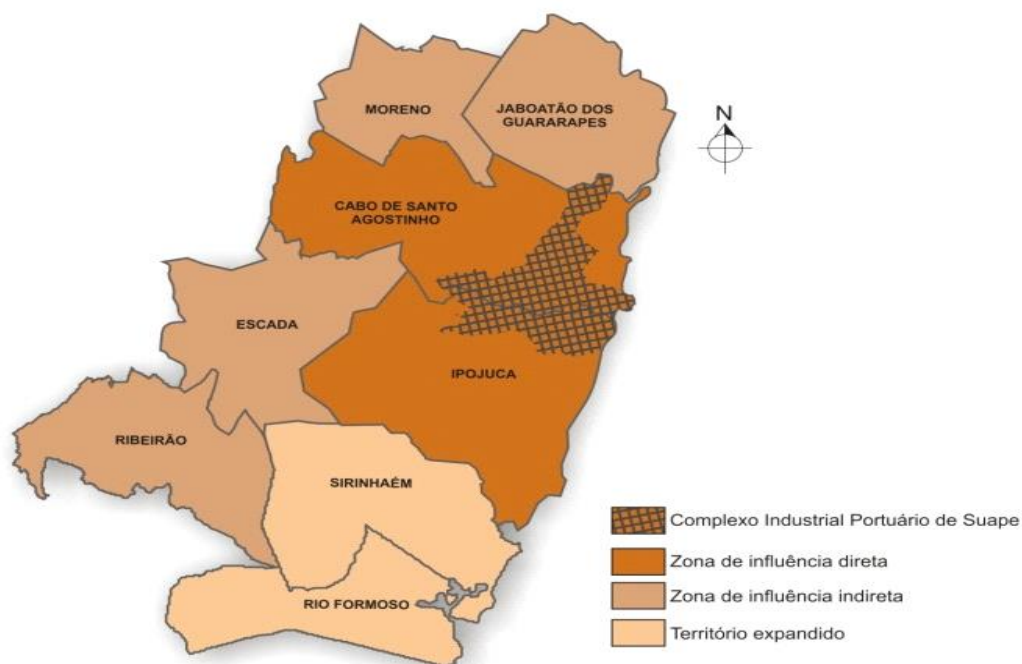 MORENO
JABOATÃO DOS
GUARARAPES
N
CABO DE SANTO
AGOSTINHO
ESCADA
IPOJUCA
RIBEIRÃO
SIRINHAÉM
RIO FORMOSO
Complexo Industrial Portuário de Suape
Zona de influência direta
Zona de influência indireta
Território expandido